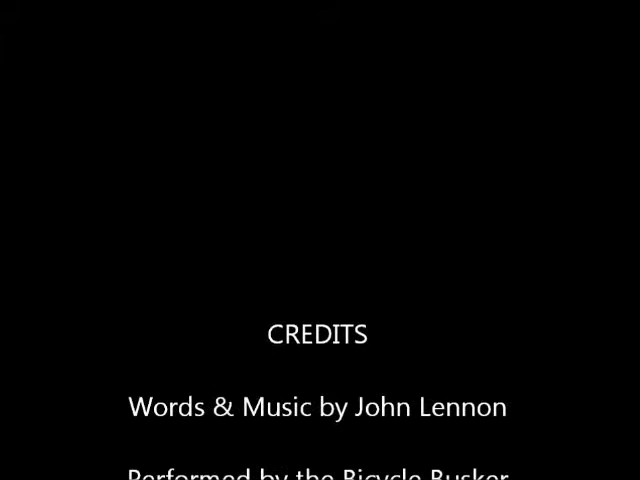 CREDITS
Words & Music by John Lennon
Performed by the Bicycle Busker